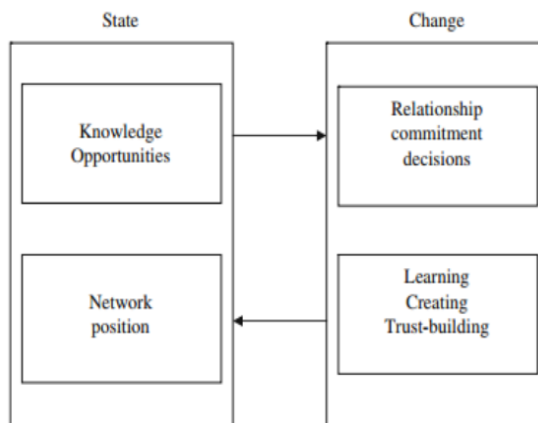 State
Change
Knowledge
Opportunities
Relationship
commitment
decisions
Network
position
Learning
Creating
Trust-building